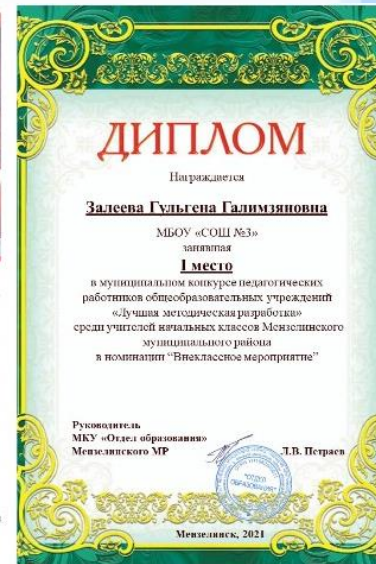 ДИПЛОМ
Награждается
Залеева Гульгена Галимзяновна
МБОУ «СОШ №3»
занявшая
I место
в муниципальном конкурсе педагогических
работников общеобразовательных учреждений
«Лучшая методическая разработка»
среди учителей начальных классов Мензелинского
муниципального района
в номинации “Внеклассное мероприятие”
Руководитель
МКУ «Отдел образования»
Мензелинского МР Л.В. Петраев
"ОТДЕЛ
ОБРАЗОВАНИЯ"
Мензелинск, 2021